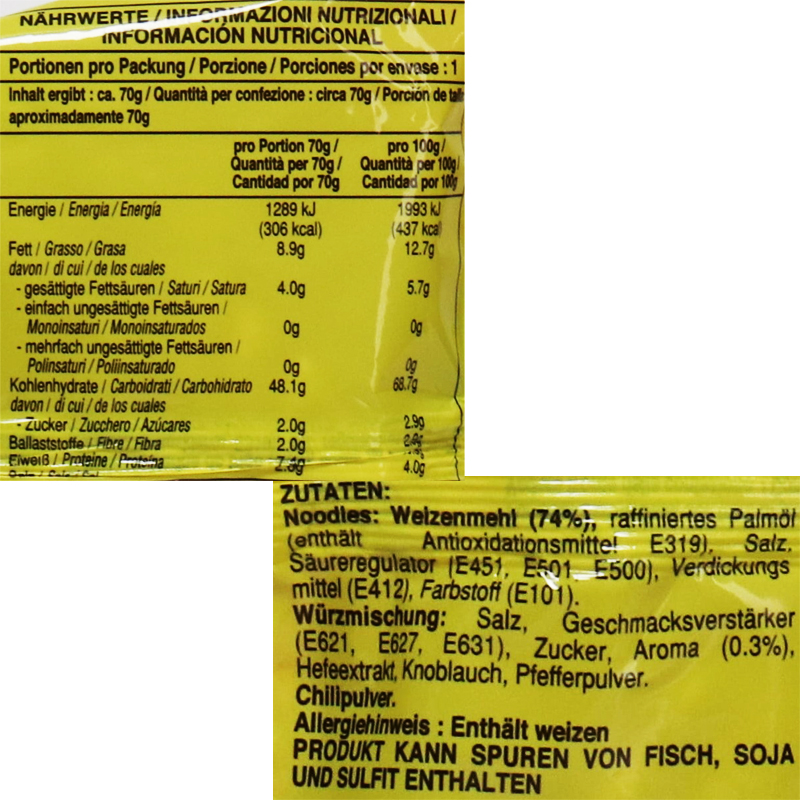 NÄHRWERTE / INFORMAZIONI NUTRIZIONALI /
INFORMACIÓN NUTRICIONAL
Portionen pro Packung / Porzione / Porciones por envase : 1
Inhalt ergibt : ca. 70g / Quantità per confezione : circa 70g / Porción de
aproximadamente 70g
pro Portion 70g / pro 100g /
Quantità per 70g / Quantità per 100g /
Cantidad por 70g Cantidad por 100g
Energie / Energia / Energía 1289 kJ 1993 kJ
(306 kcal) (437 kcal
Fett / Grasso / Grasa 8.9g 12.7g
davon / di cui / de los cuales
- gesättigte Fettsäuren / Saturi / Satura 4.0g 5.7g
- einfach ungesättigte Fettsäuren /
Monoinsaturi / Monoinsaturados 0g 0g
- mehrfach ungesättigte Fettsäuren /
Polinsaturi / Poliinsaturado 0g 0g
Kohlenhydrate / Carboidrati / Carbohidrato 48.1g 68.7g
davon / di cui / de los cuales
- Zucker / Zucchero / Azúcares 2.0g 2.9g
Ballaststoffe / Fibre / Fibra 2.0g
Eiweiß / Proteine / Proteina 4.0g
ZUTATEN:
Noodles: Weizenmehl (74%), raffiniertes Palmöl
(enthält Antioxidationsmittel E319), Salz,
Säureregulator (E451, E501, E500), Verdickungs
mittel (E412), Farbstoff (E101).
Würzmischung: Salz, Geschmacksverstärker
(E621, E627, E631), Zucker, Aroma (0.3%),
Hefeextrakt, Knoblauch, Pfefferpulver.
Chilipulver.
Allergiehinweis : Enthält weizen
PRODUKT KANN SPUREN VON FISCH, SOJA
UND SULFIT ENTHALTEN